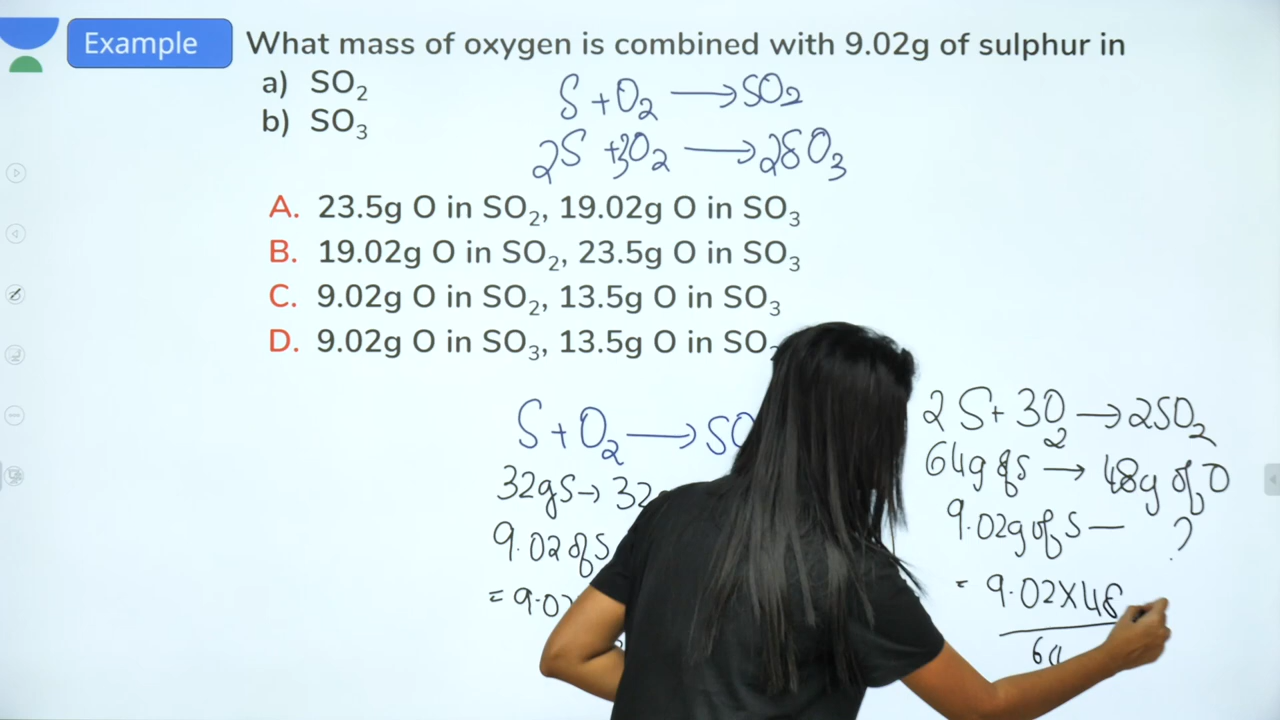 Example
What mass of oxygen is combined with 9.02g of sulphur in
a) SO₂
b) SO₃
S + O₂ → SO₂
2S + 3O₂ → 2SO₃
A. 23.5g O in SO₂, 19.02g O in SO₃
B. 19.02g O in SO₂, 23.5g O in SO₃
C. 9.02g O in SO₂, 13.5g O in SO₃
D. 9.02g O in SO₃, 13.5g O in SO
S + O₂ → SO
32gS → 32
9.02 of S
= 9.02
2S + 3O₂ → 2SO₂
64g of S → 48g of O
9.02g of S — ?
= 9.02 X 48